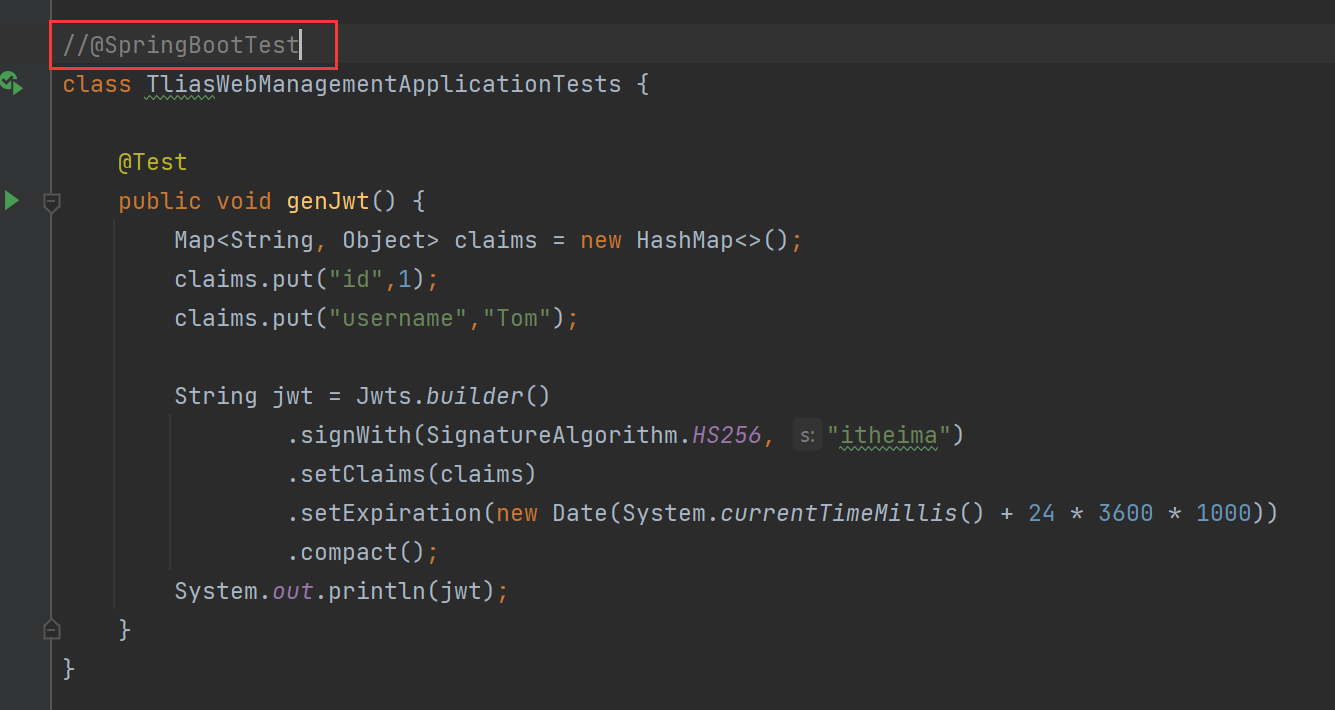 //@SpringBootTest
class TliasWebManagementApplicationTests {
@Test
public void genJwt() {
Map<String, Object> claims = new HashMap<>();
claims.put("id",1);
claims.put("username","Tom");
String jwt = Jwts.builder()
.signWith(SignatureAlgorithm.HS256, s: "itheima")
.setClaims(claims)
.setExpiration(new Date(System.currentTimeMillis() + 24 * 3600 * 1000))
.compact();
System.out.println(jwt);
}
}